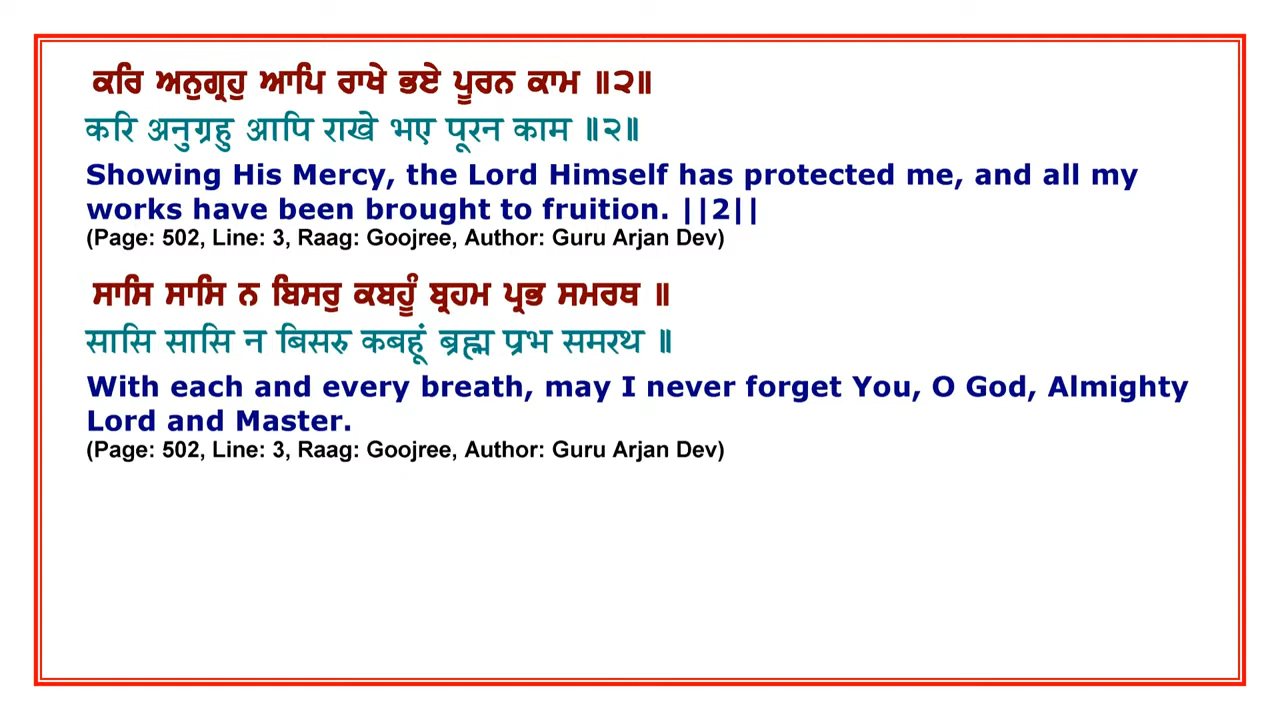 ਕਰਿ ਅਨੁਗ੍ਰਹੁ ਆਪਿ ਰਾਖੇ ਭਏ ਪੂਰਨ ਕਾਮ ॥੨॥
करि अनुग्रहु आपि राखे भए पूरन काम ॥२॥
Showing His Mercy, the Lord Himself has protected me, and all my
works have been brought to fruition. ||2||
(Page: 502, Line: 3, Raag: Goojree, Author: Guru Arjan Dev)
ਸਾਸਿ ਸਾਸਿ ਨ ਬਿਸਰੁ ਕਬਹੂੰ ਬ੍ਰਹਮ ਪ੍ਰਭ ਸਮਰਥ ॥
सासि सासि न बिसरु कबहूं ब्रह्म प्रभ समरथ ॥
With each and every breath, may I never forget You, O God, Almighty
Lord and Master.
(Page: 502, Line: 3, Raag: Goojree, Author: Guru Arjan Dev)